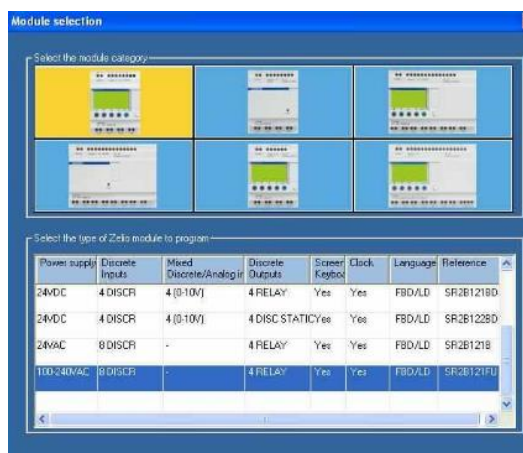 Module selection
Select the module category
Select the type of Zelio module to program
Power supply Discrete Inputs Mixed Discrete/Analog in Discrete Outputs Screen Keyboa Clock Language Reference
24VDC 4 DISCR 4 (0-10V) 4 RELAY Yes Yes FBD/LD SR2B121BD
24VDC 4 DISCR 4 (0-10V) 4 DISC STATIC Yes Yes FBD/LD SR2B122BD
24VAC 8 DISCR - 4 RELAY Yes Yes FBD/LD SR2B121B
100-240VAC 8 DISCR - 4 RELAY Yes Yes FBD/LD SR2B121FU